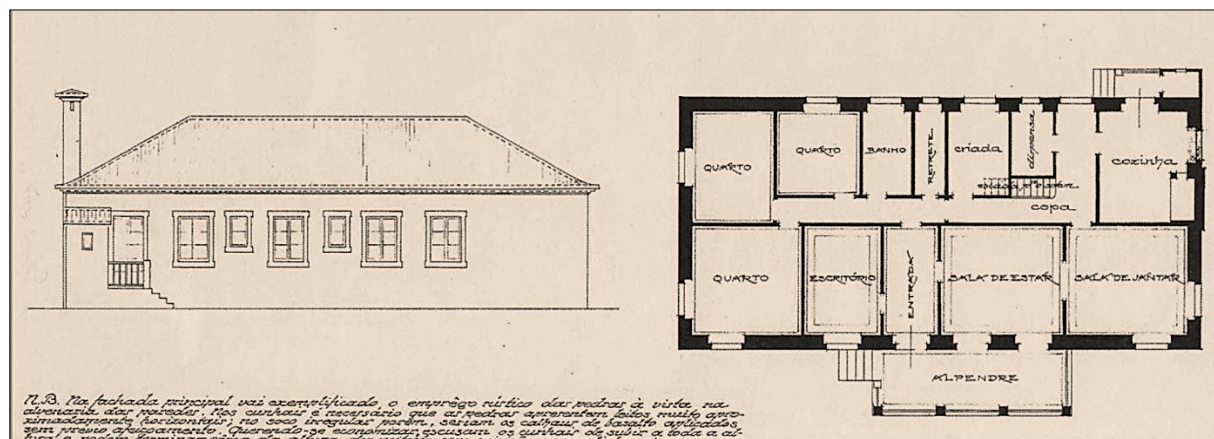 QUARTO
QUARTO
BANHO
RETRETE
criada
dispensa
cozinha
copa
QUARTO
ESCRITÓRIO
ENTRADA
SALA DE ESTAR
SALA DE JANTAR
ALPENDRE
N.B. Na fachada principal vai exemplificado o emprêgo rústico das pedras à vista na
alvenaria das paredes. Nos cunhais é necessário que as pedras apresentem leitos muito apro-
ximadamente horizontais; no soco irregulares porém, seriam os calhaus de basalto aplicados
sem prévio afeiçoamento. Querendo-se economizar, escusam os cunhais de subir a toda a al-